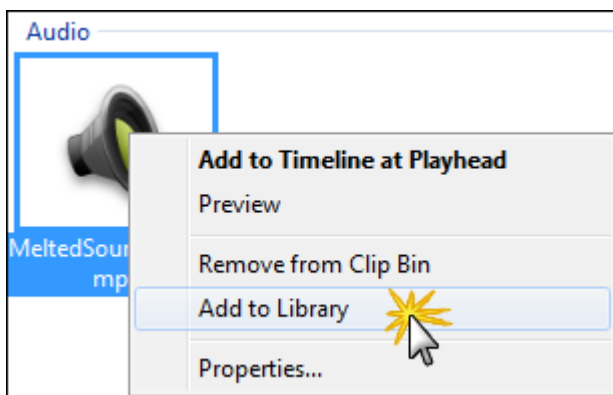 Audio
Add to Timeline at Playhead
Preview
MeltedSour
Remove from Clip Bin
mp
Add to Library
Properties...